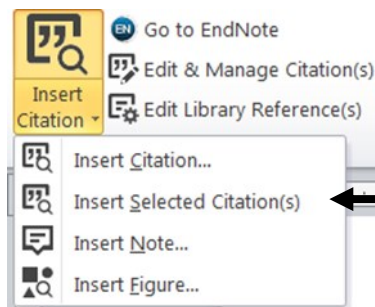 EN Go to EndNote
Edit & Manage Citation(s)
Insert
Citation
Edit Library Reference(s)
Insert Citation...
Insert Selected Citation(s)
Insert Note...
Insert Figure...